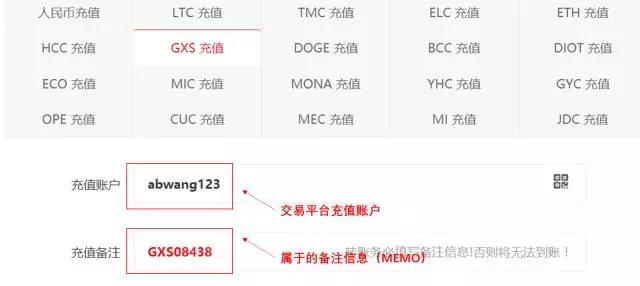 人民币充值 LTC 充值 TMC 充值 ELC 充值 ETH 充值
HCC 充值 GXS 充值 DOGE 充值 BCC 充值 DIOT 充值
ECO 充值 MIC 充值 MONA 充值 YHC 充值 GYC 充值
OPE 充值 CUC 充值 MEC 充值 MI 充值 JDC 充值
充值账户 abwang123
交易平台充值账户
充值备注 GXS08438 转账务必填写备注信息!否则将无法到账！
属于的备注信息（MEMO）